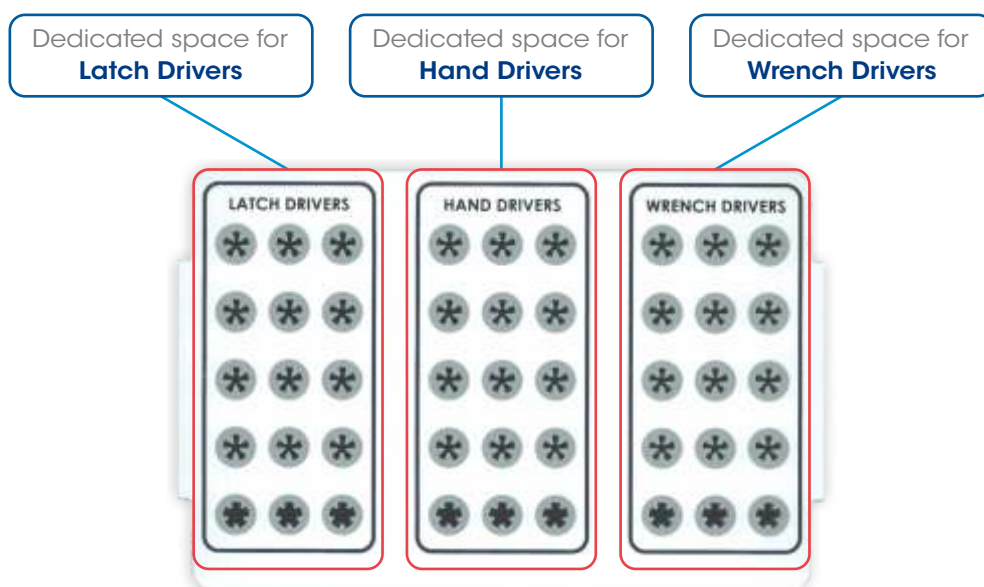 Dedicated space for
Latch Drivers
Dedicated space for
Hand Drivers
Dedicated space for
Wrench Drivers
LATCH DRIVERS
HAND DRIVERS
WRENCH DRIVERS